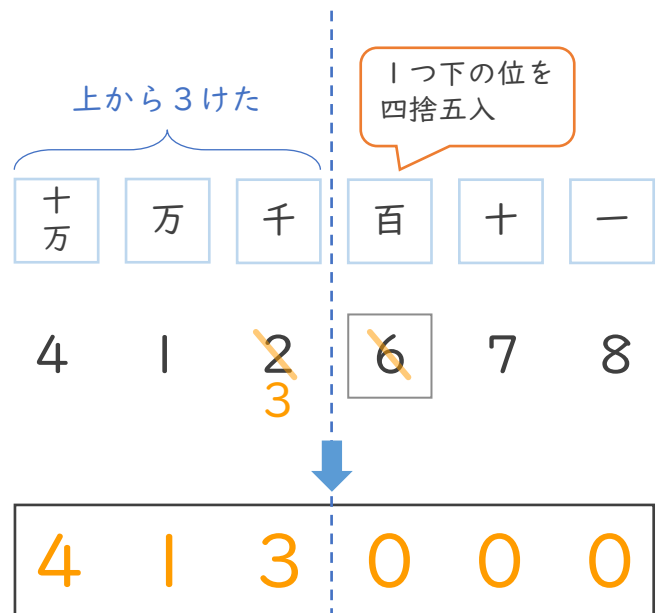 上から3けた
1つ下の位を
四捨五入
十万 万 千 百 十 一
4 1 2 6 7 8
3
4 1 3 0 0 0